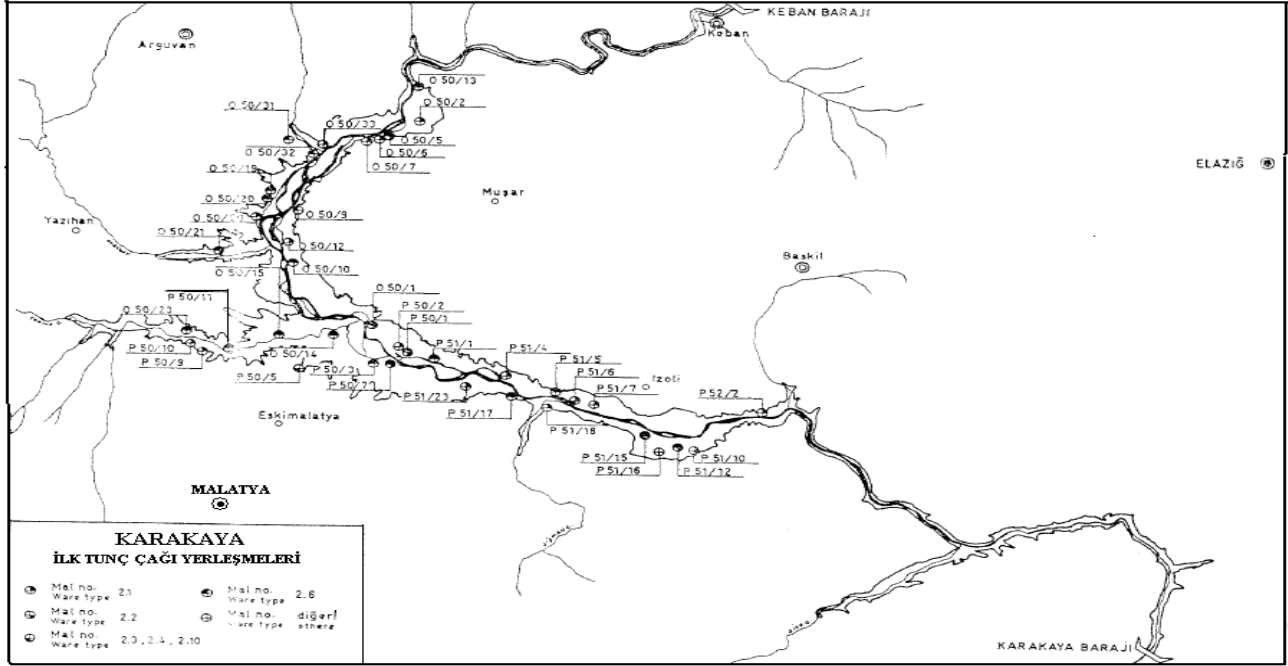 KEBAN BARAJI
Keban
Arguvan
O 50/13
O 50/2
O 50/31
O 50/33
O 50/5
O 50/32
O 50/6
O 50/7
ELAZIĞ
O 50/19
Muşar
O 50/20
O 50/9
Yazıhan
O 50/21
O 50/12
Baskil
O 50/10
O 50/15
O 50/1
P 50/11
P 50/2
O 50/23
P 50/1
P 51/1
P 51/4
P 51/5
P 50/10
O 50/14
P 51/6
P 50/9
P 50/5
P 50/3
P 51/7
İzoli
P 52/2
P 51/23
P 51/17
Eskimalatya
P 51/18
P 51/15
P 51/10
P 51/16
P 51/12
MALATYA
KARAKAYA
İLK TUNÇ ÇAĞI YERLEŞMELERİ
Mal no. Ware type 2.1
Mal no. Ware type 2.6
Mal no. Ware type 2.2
Mal no. Ware type diğerl others
Mal no. Ware type 2.3, 2.4, 2.10
KARAKAYA BARAJI